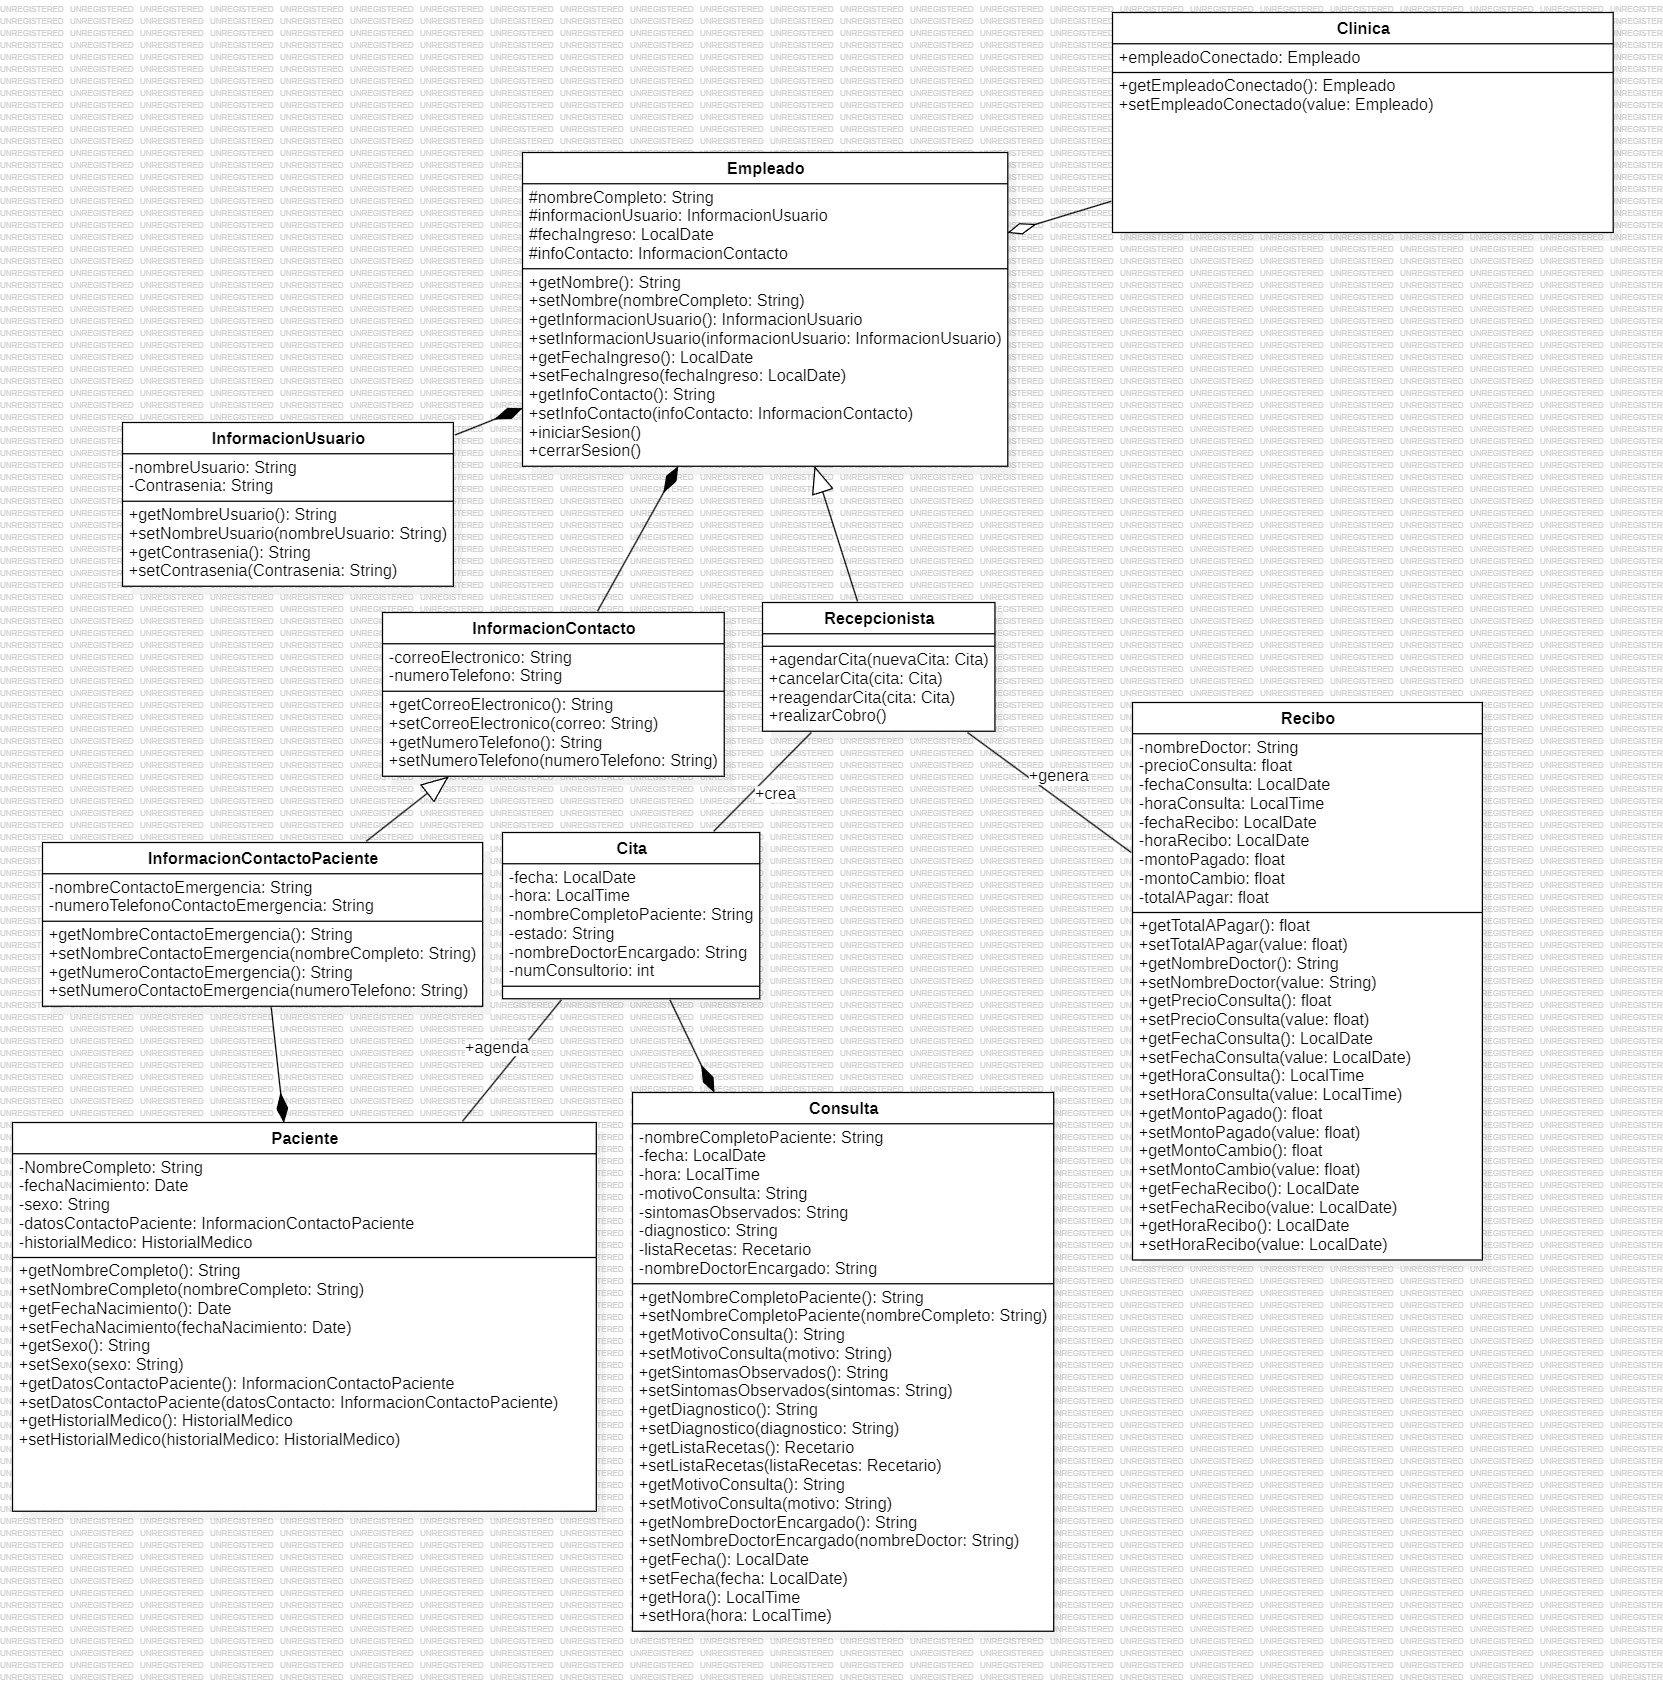 Clinica
+empleadoConectado: Empleado
+getEmpleadoConectado(): Empleado
+setEmpleadoConectado(value: Empleado)
Empleado
#nombreCompleto: String
#informacionUsuario: InformacionUsuario
#fechaIngreso: LocalDate
#infoContacto: InformacionContacto
+getNombre(): String
+setNombre(nombreCompleto: String)
+getInformacionUsuario(): InformacionUsuario
+setInformacionUsuario(informacionUsuario: InformacionUsuario)
+getFechaIngreso(): LocalDate
+setFechaIngreso(fechaIngreso: LocalDate)
+getInfoContacto(): String
+setInfoContacto(infoContacto: InformacionContacto)
+iniciarSesion()
+cerrarSesion()
InformacionUsuario
-nombreUsuario: String
-Contrasenia: String
+getNombreUsuario(): String
+setNombreUsuario(nombreUsuario: String)
+getContrasenia(): String
+setContrasenia(Contrasenia: String)
InformacionContacto
-correoElectronico: String
-numeroTelefono: String
+getCorreoElectronico(): String
+setCorreoElectronico(correo: String)
+getNumeroTelefono(): String
+setNumeroTelefono(numeroTelefono: String)
Recepcionista
+agendarCita(nuevaCita: Cita)
+cancelarCita(cita: Cita)
+reagendarCita(cita: Cita)
+realizarCobro()
+crea
+genera
Recibo
-nombreDoctor: String
-precioConsulta: float
-fechaConsulta: LocalDate
-horaConsulta: LocalTime
-fechaRecibo: LocalDate
-horaRecibo: LocalDate
-montoPagado: float
-montoCambio: float
-totalAPagar: float
+getTotalAPagar(): float
+setTotalAPagar(value: float)
+getNombreDoctor(): String
+setNombreDoctor(value: String)
+getPrecioConsulta(): float
+setPrecioConsulta(value: float)
+getFechaConsulta(): LocalDate
+setFechaConsulta(value: LocalDate)
+getHoraConsulta(): LocalTime
+setHoraConsulta(value: LocalTime)
+getMontoPagado(): float
+setMontoPagado(value: float)
+getMontoCambio(): float
+setMontoCambio(value: float)
+getFechaRecibo(): LocalDate
+setFechaRecibo(value: LocalDate)
+getHoraRecibo(): LocalDate
+setHoraRecibo(value: LocalDate)
InformacionContactoPaciente
-nombreContactoEmergencia: String
-numeroTelefonoContactoEmergencia: String
+getNombreContactoEmergencia(): String
+setNombreContactoEmergencia(nombreCompleto: String)
+getNumeroContactoEmergencia(): String
+setNumeroContactoEmergencia(numeroTelefono: String)
Cita
-fecha: LocalDate
-hora: LocalTime
-nombreCompletoPaciente: String
-estado: String
-nombreDoctorEncargado: String
-numConsultorio: int
+agenda
Paciente
-NombreCompleto: String
-fechaNacimiento: Date
-sexo: String
-datosContactoPaciente: InformacionContactoPaciente
-historialMedico: HistorialMedico
+getNombreCompleto(): String
+setNombreCompleto(nombreCompleto: String)
+getFechaNacimiento(): Date
+setFechaNacimiento(fechaNacimiento: Date)
+getSexo(): String
+setSexo(sexo: String)
+getDatosContactoPaciente(): InformacionContactoPaciente
+setDatosContactoPaciente(datosContacto: InformacionContactoPaciente)
+getHistorialMedico(): HistorialMedico
+setHistorialMedico(historialMedico: HistorialMedico)
Consulta
-nombreCompletoPaciente: String
-fecha: LocalDate
-hora: LocalTime
-motivoConsulta: String
-sintomasObservados: String
-diagnostico: String
-listaRecetas: Recetario
-nombreDoctorEncargado: String
+getNombreCompletoPaciente(): String
+setNombreCompletoPaciente(nombreCompleto: String)
+getMotivoConsulta(): String
+setMotivoConsulta(motivo: String)
+getSintomasObservados(): String
+setSintomasObservados(sintomas: String)
+getDiagnostico(): String
+setDiagnostico(diagnostico: String)
+getListaRecetas(): Recetario
+setListaRecetas(listaRecetas: Recetario)
+getMotivoConsulta(): String
+setMotivoConsulta(motivo: String)
+getNombreDoctorEncargado(): String
+setNombreDoctorEncargado(nombreDoctor: String)
+getFecha(): LocalDate
+setFecha(fecha: LocalDate)
+getHora(): LocalTime
+setHora(hora: LocalTime)
UNREGISTERED